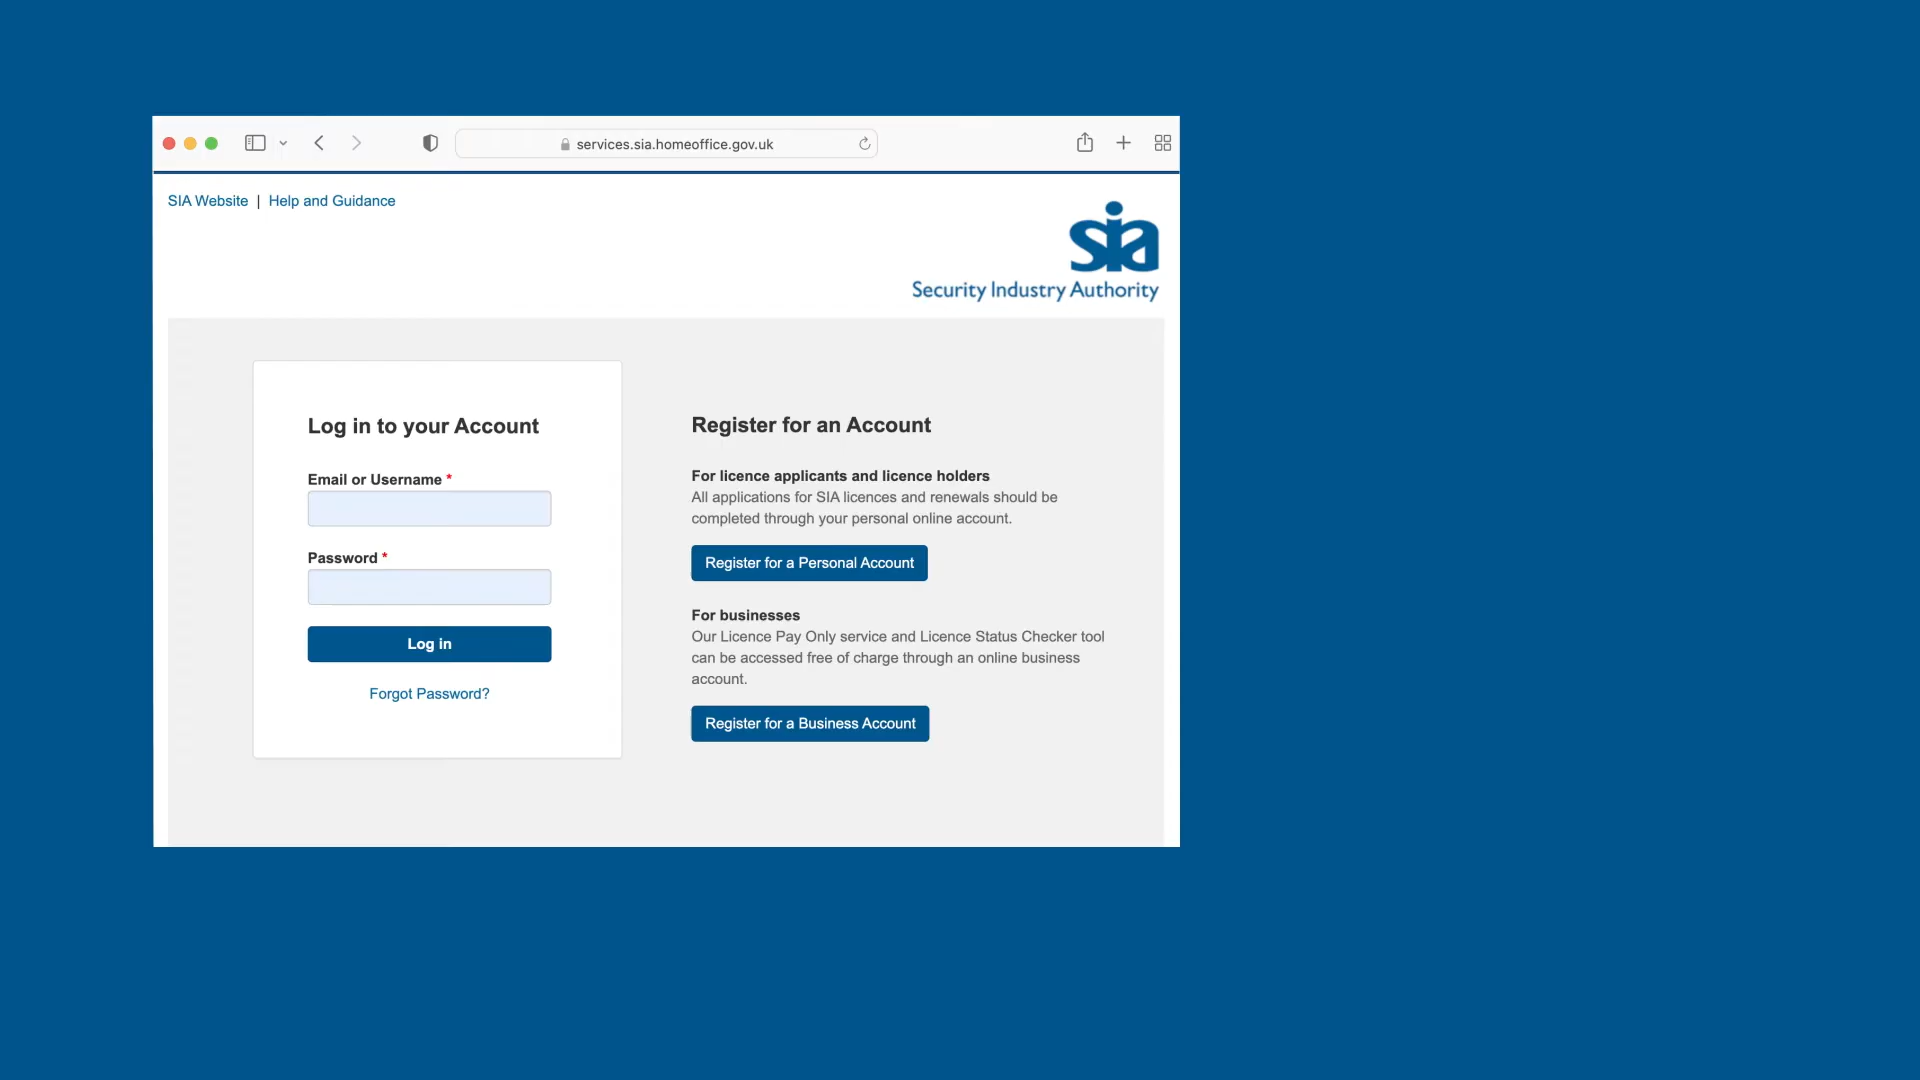 services.sia.homeoffice.gov.uk
SIA Website | Help and Guidance
sia
Security Industry Authority
Log in to your Account
Email or Username *
Password *
Log in
Forgot Password?
Register for an Account
For licence applicants and licence holders
All applications for SIA licences and renewals should be
completed through your personal online account.
Register for a Personal Account
For businesses
Our Licence Pay Only service and Licence Status Checker tool
can be accessed free of charge through an online business
account.
Register for a Business Account